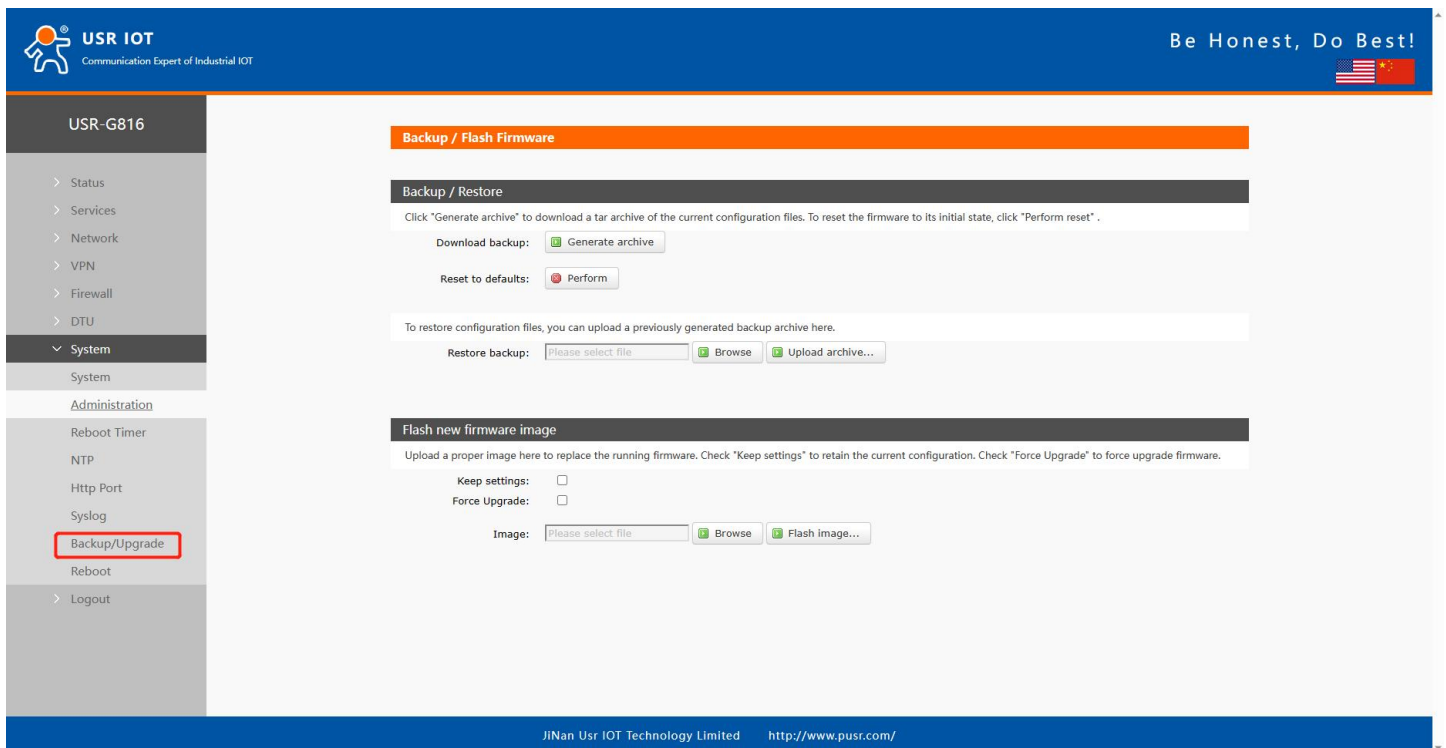 USR IOT
Communication Expert of Industrial IOT
Be Honest, Do Best!
USR-G816
Status
Services
Network
VPN
Firewall
DTU
System
System
Administration
Reboot Timer
NTP
Http Port
Syslog
Backup/Upgrade
Reboot
Logout
Backup / Flash Firmware
Backup / Restore
Click "Generate archive" to download a tar archive of the current configuration files. To reset the firmware to its initial state, click "Perform reset" .
Download backup: Generate archive
Reset to defaults: Perform
To restore configuration files, you can upload a previously generated backup archive here.
Restore backup: Please select file Browse Upload archive...
Flash new firmware image
Upload a proper image here to replace the running firmware. Check "Keep settings" to retain the current configuration. Check "Force Upgrade" to force upgrade firmware.
Keep settings:
Force Upgrade:
Image: Please select file Browse Flash image...
JiNan Usr IOT Technology Limited http://www.pusr.com/